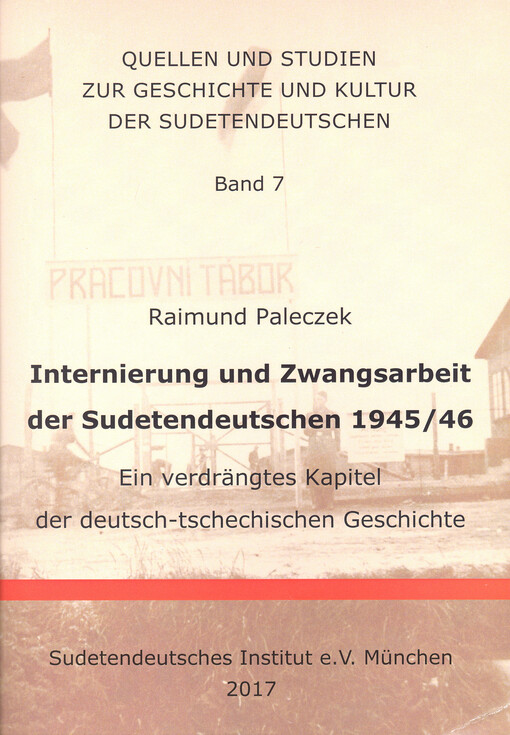 QUELLEN UND STUDIEN
ZUR GESCHICHTE UND KULTUR
DER SUDETENDEUTSCHEN
Band 7
PRACOVNI TÁBOR
Raimund Paleczek
Internierung und Zwangsarbeit
der Sudetendeutschen 1945/46
Ein verdrängtes Kapitel
der deutsch-tschechischen Geschichte
Sudetendeutsches Institut e.V. München
2017